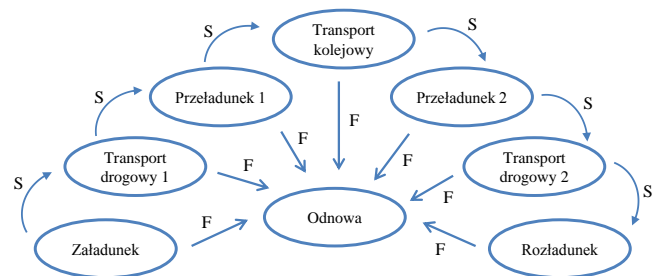 Transport
kolejowy
S
S
Przeładunek 1
Przeładunek 2
S
S
F
F
F
Transport
drogowy 1
Transport
drogowy 2
S
S
F
F
Odnowa
Załadunek
F
F
Rozładunek